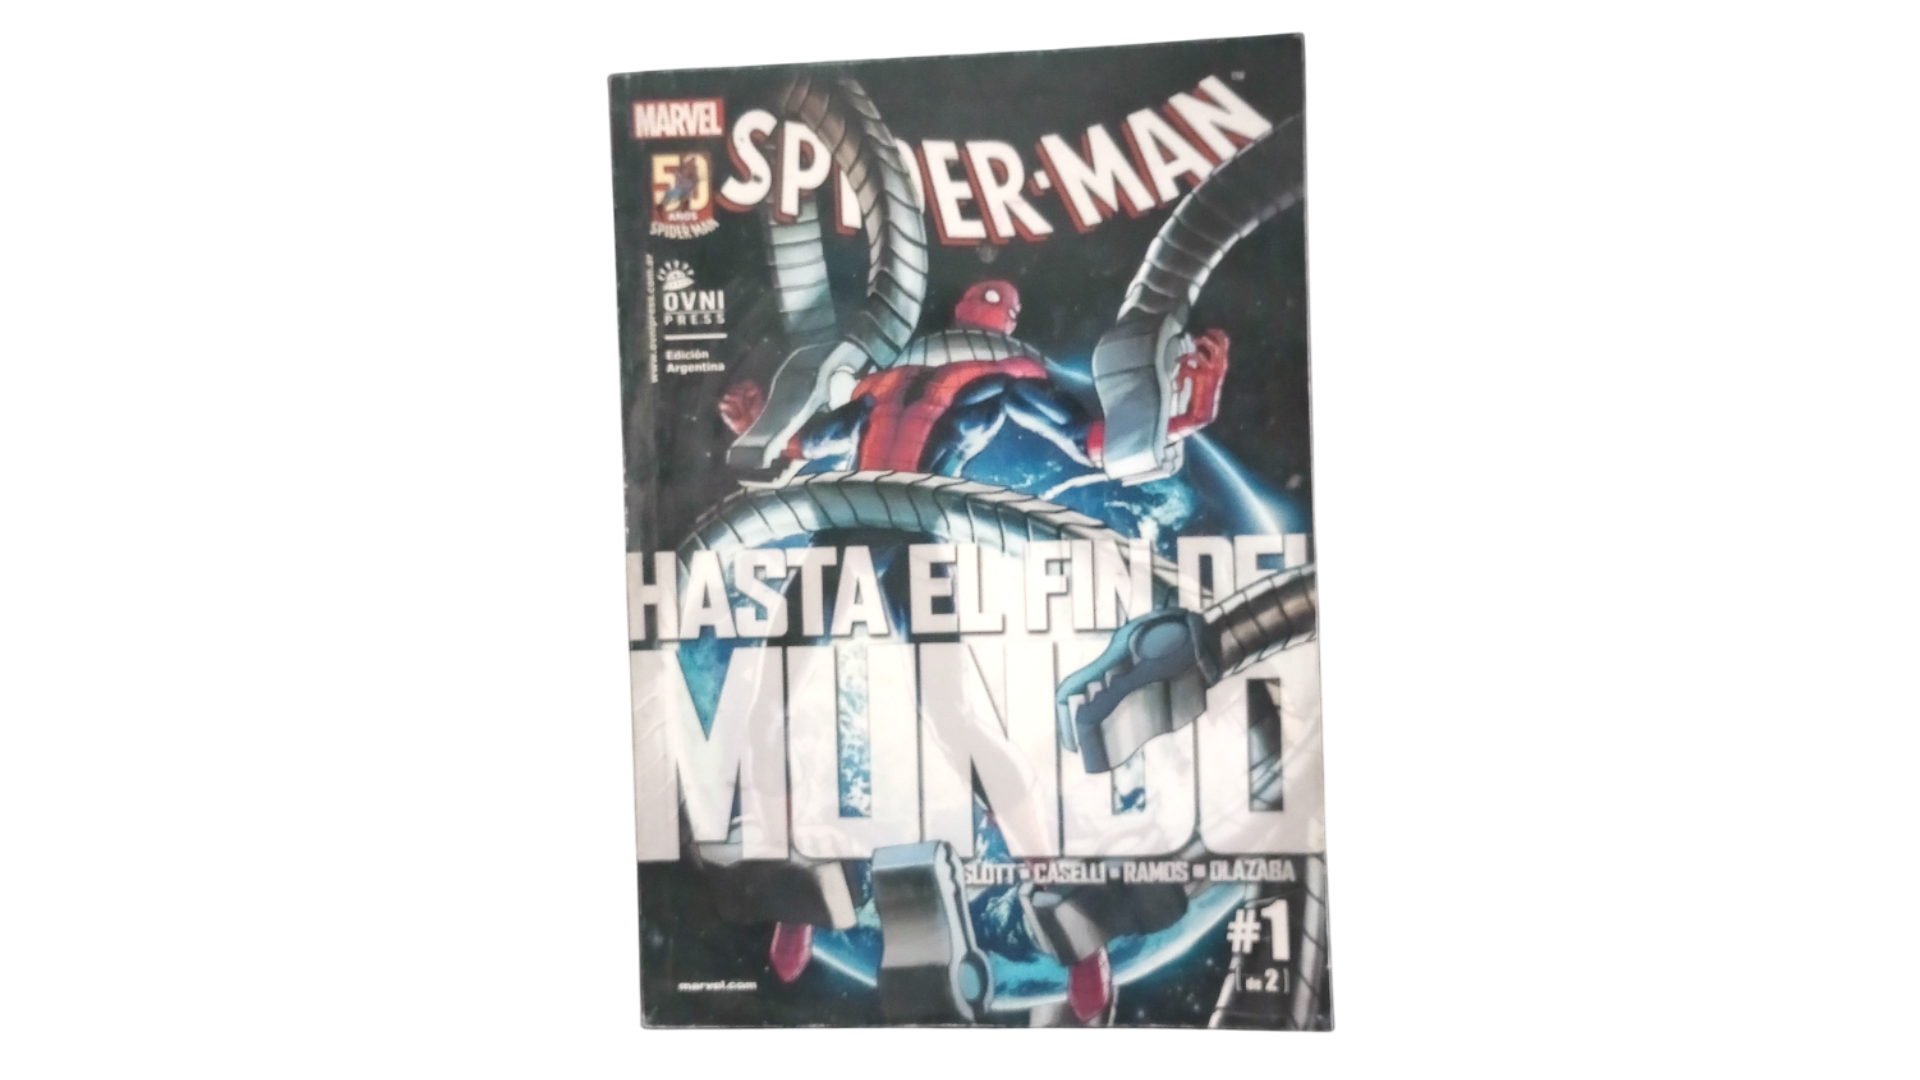 MARVEL
SPIDER-MAN
TM
50
AÑOS
SPIDER-MAN
www.ovnipress.com.ar
OVNI
PRESS
Edición
Argentina
HASTA EL FIN DEL
MUNDO
SLOTT ▪ CASELLI ▪ RAMOS ▪ OLAZABA
#1
[ de 2 ]
marvel.com